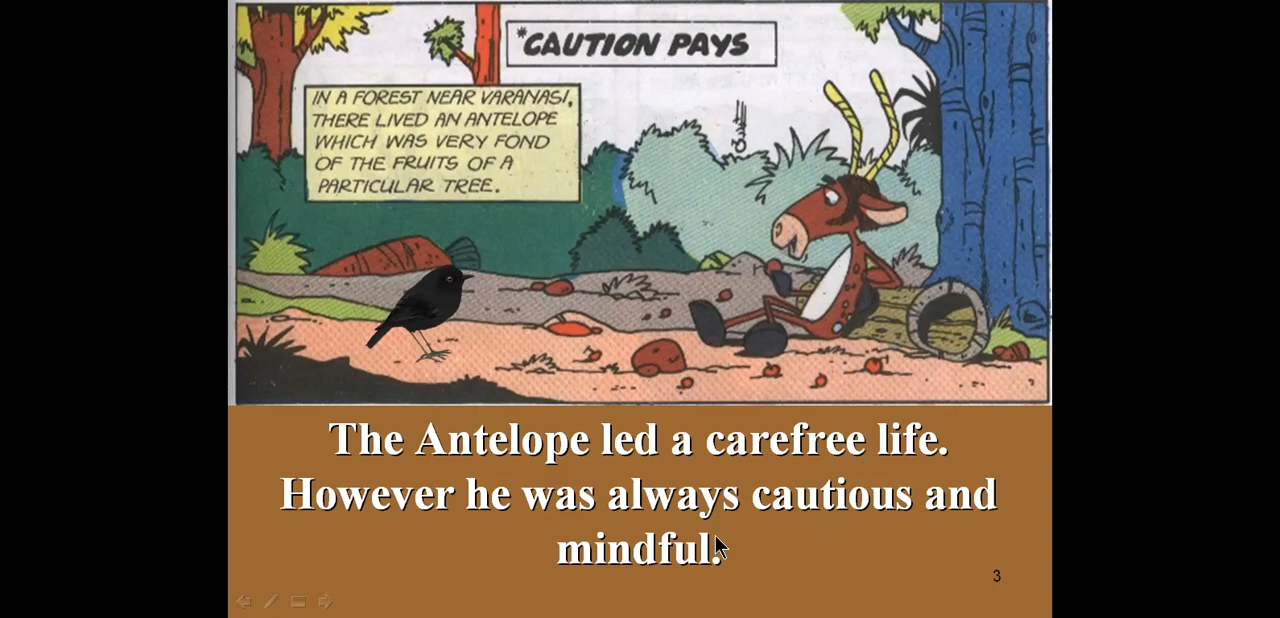 *CAUTION PAYS
IN A FOREST NEAR VARANASI,
THERE LIVED AN ANTELOPE
WHICH WAS VERY FOND
OF THE FRUITS OF A
PARTICULAR TREE.
The Antelope led a carefree life.
However he was always cautious and
mindful.
3